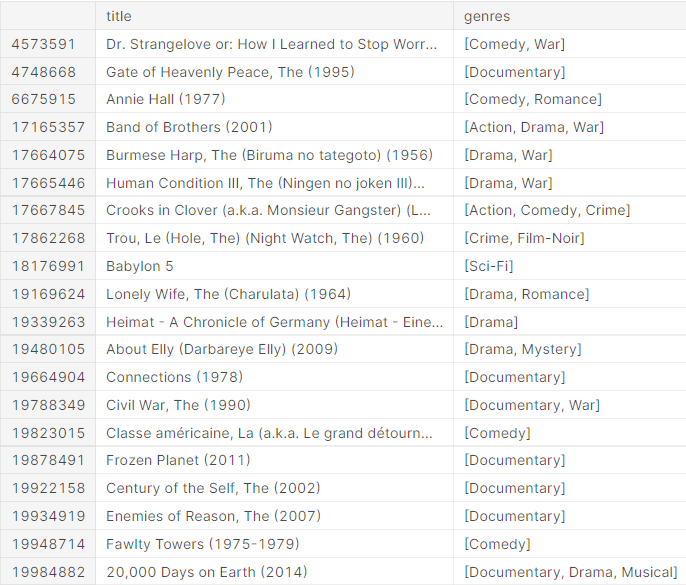 title genres
4573591 Dr. Strangelove or: How I Learned to Stop Worr... [Comedy, War]
4748668 Gate of Heavenly Peace, The (1995) [Documentary]
6675915 Annie Hall (1977) [Comedy, Romance]
17165357 Band of Brothers (2001) [Action, Drama, War]
17664075 Burmese Harp, The (Biruma no tategoto) (1956) [Drama, War]
17665446 Human Condition III, The (Ningen no joken III)... [Drama, War]
17667845 Crooks in Clover (a.k.a. Monsieur Gangster) (L... [Action, Comedy, Crime]
17862268 Trou, Le (Hole, The) (Night Watch, The) (1960) [Crime, Film-Noir]
18176991 Babylon 5 [Sci-Fi]
19169624 Lonely Wife, The (Charulata) (1964) [Drama, Romance]
19339263 Heimat - A Chronicle of Germany (Heimat - Eine... [Drama]
19480105 About Elly (Darbareye Elly) (2009) [Drama, Mystery]
19664904 Connections (1978) [Documentary]
19788349 Civil War, The (1990) [Documentary, War]
19823015 Classe américaine, La (a.k.a. Le grand détourn... [Comedy]
19878491 Frozen Planet (2011) [Documentary]
19922158 Century of the Self, The (2002) [Documentary]
19934919 Enemies of Reason, The (2007) [Documentary]
19948714 Fawlty Towers (1975-1979) [Comedy]
19984882 20,000 Days on Earth (2014) [Documentary, Drama, Musical]